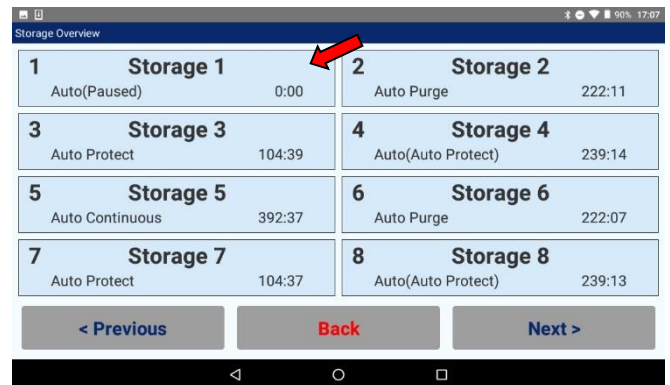 90% 17:07
Storage Overview
1 Storage 1
Auto(Paused) 0:00
2 Storage 2
Auto Purge 222:11
3 Storage 3
Auto Protect 104:39
4 Storage 4
Auto(Auto Protect) 239:14
5 Storage 5
Auto Continuous 392:37
6 Storage 6
Auto Purge 222:07
7 Storage 7
Auto Protect 104:37
8 Storage 8
Auto(Auto Protect) 239:13
< Previous
Back
Next >